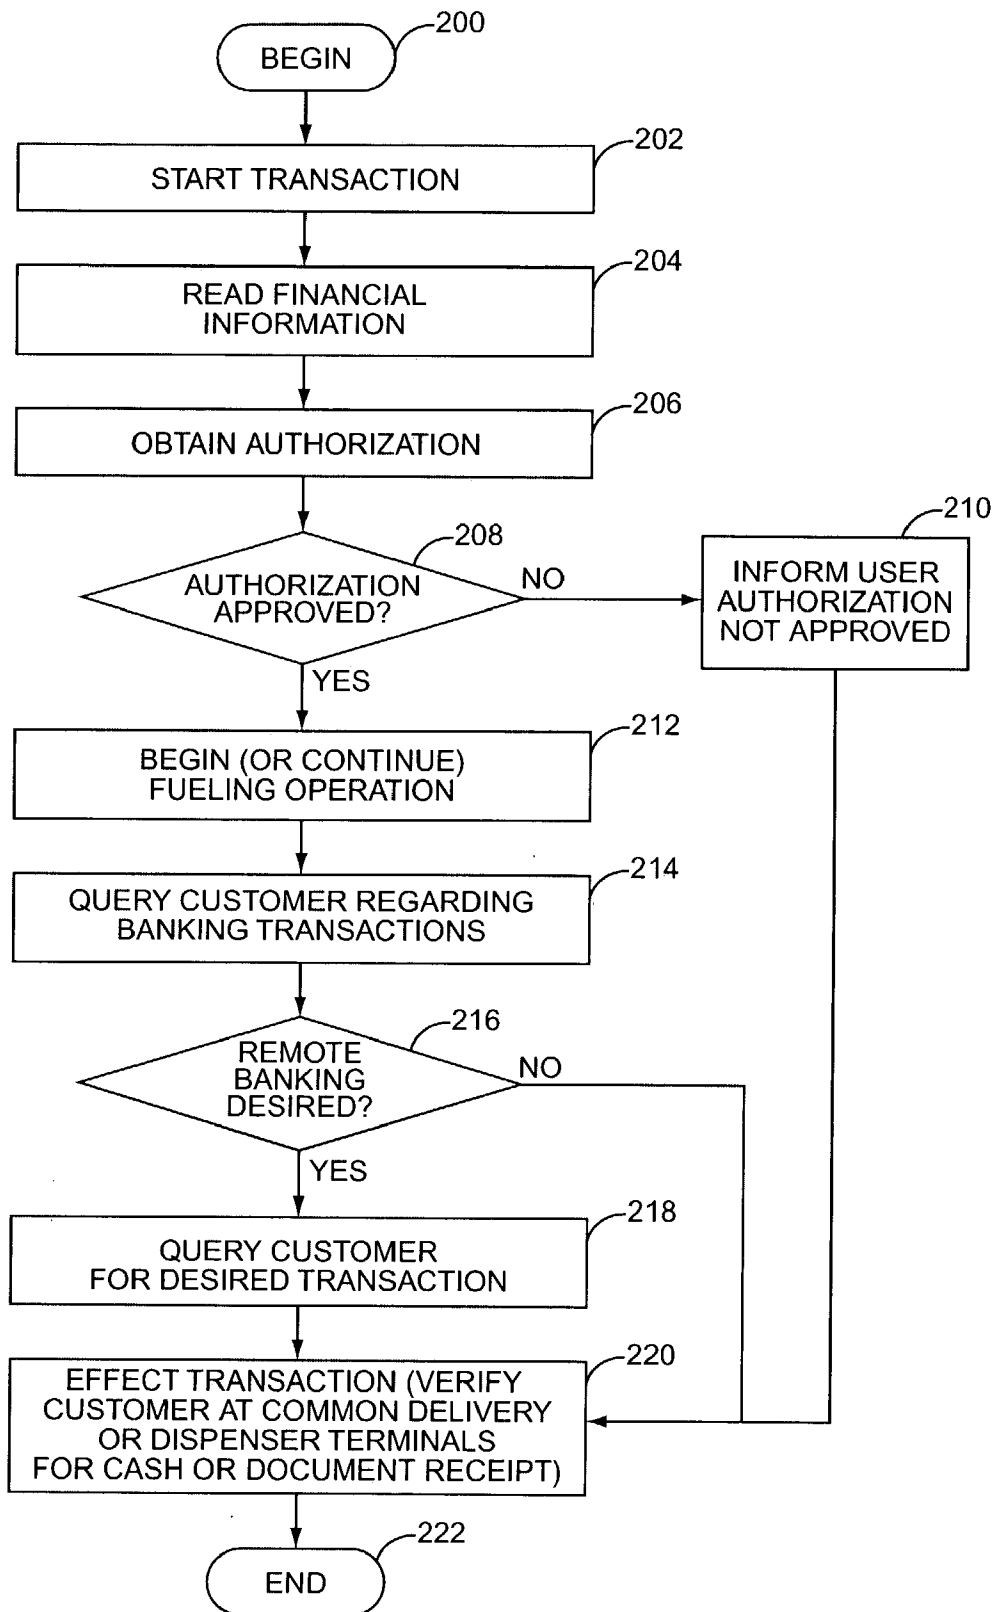 200
BEGIN
202
START TRANSACTION
204
READ FINANCIAL
INFORMATION
206
OBTAIN AUTHORIZATION
208
AUTHORIZATION
APPROVED?
NO
210
INFORM USER
AUTHORIZATION
NOT APPROVED
YES
212
BEGIN (OR CONTINUE)
FUELING OPERATION
214
QUERY CUSTOMER REGARDING
BANKING TRANSACTIONS
216
REMOTE
BANKING
DESIRED?
NO
YES
218
QUERY CUSTOMER
FOR DESIRED TRANSACTION
220
EFFECT TRANSACTION (VERIFY
CUSTOMER AT COMMON DELIVERY
OR DISPENSER TERMINALS
FOR CASH OR DOCUMENT RECEIPT)
222
END